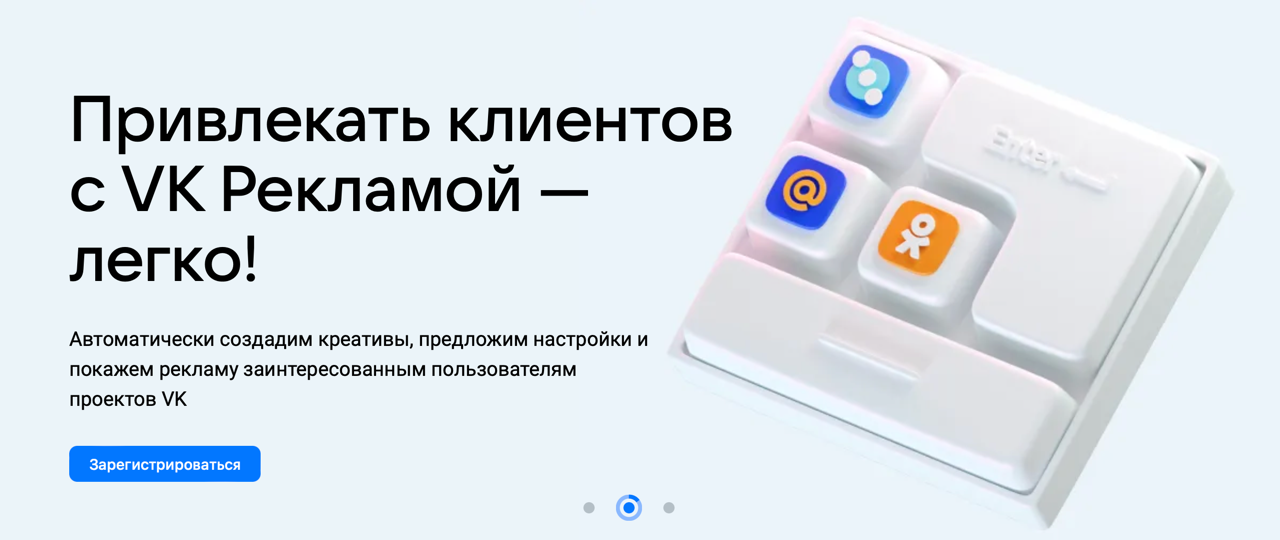 Привлекать клиентов
с VK Рекламой —
легко!
Автоматически создадим креативы, предложим настройки и
покажем рекламу заинтересованным пользователям
проектов VK
Зарегистрироваться
Enter
@